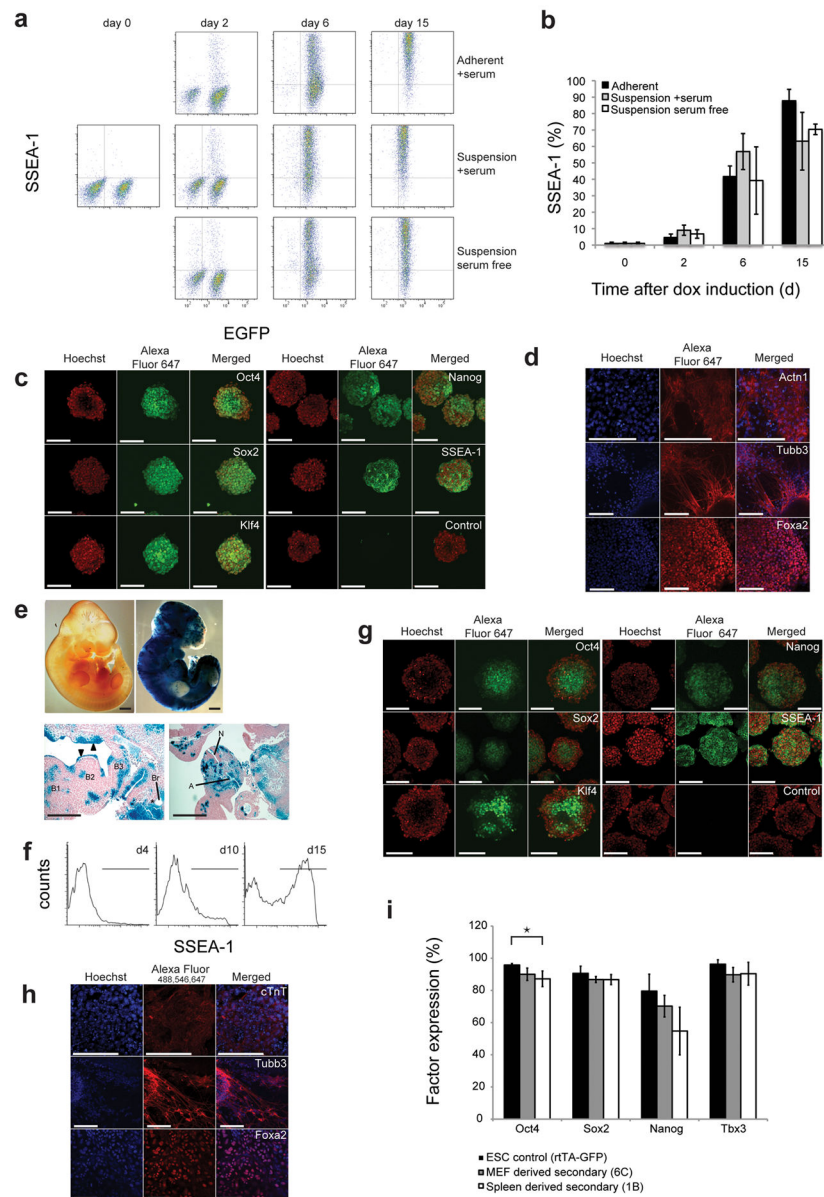 a
day 0
day 2
day 6
day 15
Adherent
+serum
Suspension
+serum
Suspension
serum free
SSEA-1
EGFP
b
SSEA-1 (%)
100
90
80
70
60
50
40
30
20
10
0
Adherent
Suspension +serum
Suspension serum free
0
2
6
15
Time after dox induction (d)
c
Hoechst
Alexa
Fluor 647
Merged
Hoechst
Alexa
Fluor 647
Merged
Oct4
Nanog
Sox2
SSEA-1
Klf4
Control
d
Hoechst
Alexa
Fluor 647
Merged
Actn1
Tubb3
Foxa2
e
B1
B2
B3
Br
N
A
f
counts
d4
d10
d15
SSEA-1
g
Hoechst
Alexa
Fluor 647
Merged
Hoechst
Alexa
Fluor 647
Merged
Oct4
Nanog
Sox2
SSEA-1
Klf4
Control
h
Hoechst
Alexa Fluor
488,546,647
Merged
cTnT
Tubb3
Foxa2
i
Factor expression (%)
120
100
80
60
40
20
0
★
Oct4
Sox2
Nanog
Tbx3
ESC control (rtTA-GFP)
MEF derived secondary (6C)
Spleen derived secondary (1B)